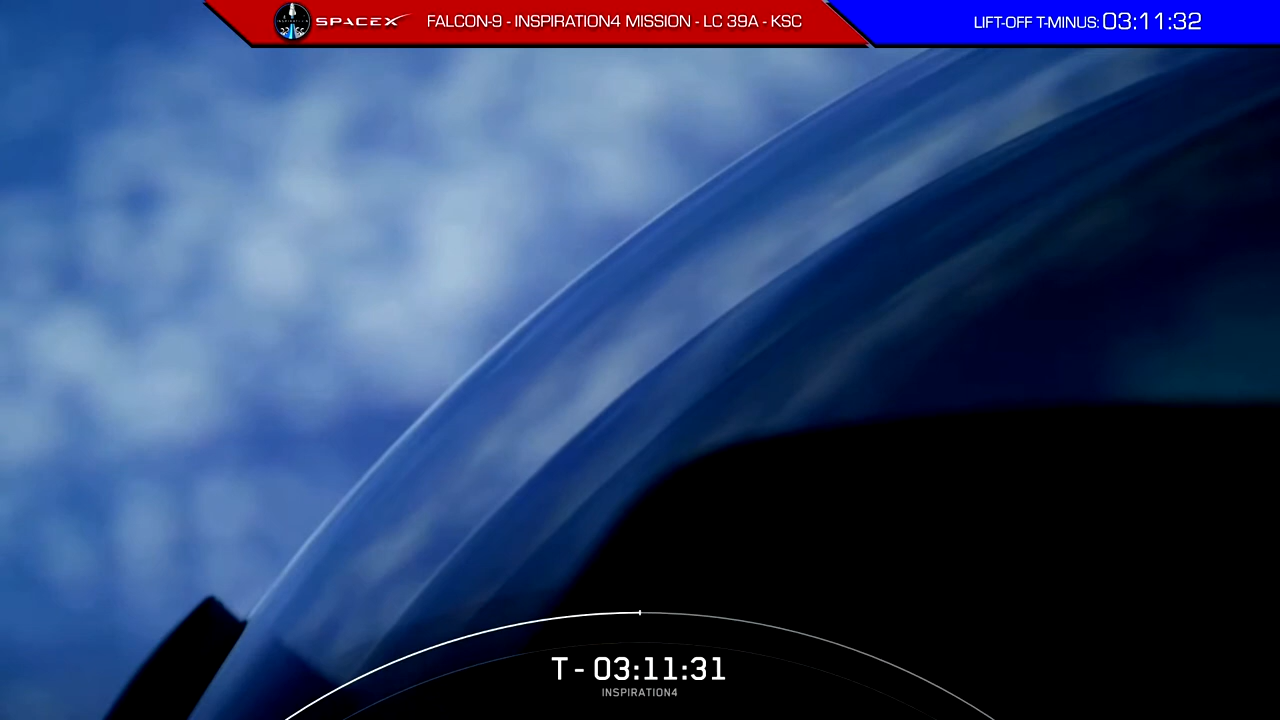 SPACEX FALCON-9 - INSPIRATION4 MISSION - LC 39A - KSC
LIFT-OFF T-MINUS: 03:11:32
T- 03:11:31
INSPIRATION4